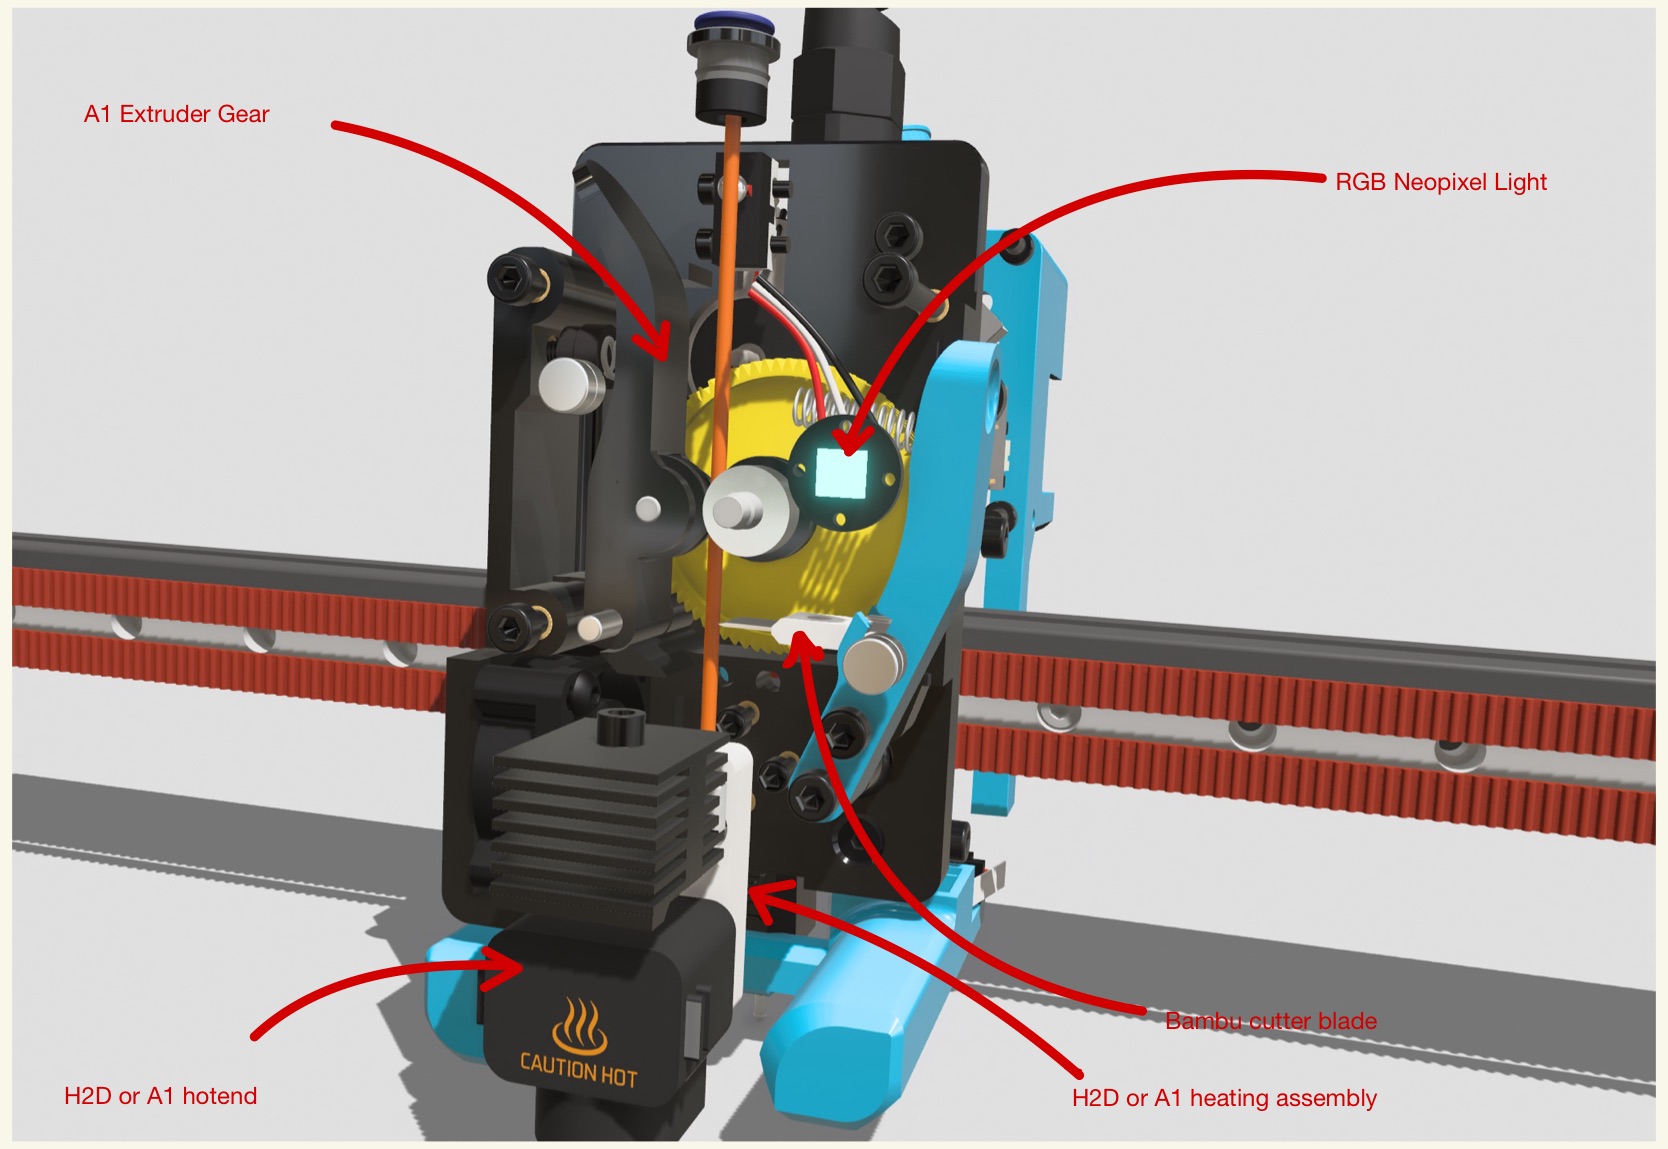 A1 Extruder Gear
RGB Neopixel Light
Bambu cutter blade
CAUTION HOT
H2D or A1 hotend
H2D or A1 heating assembly